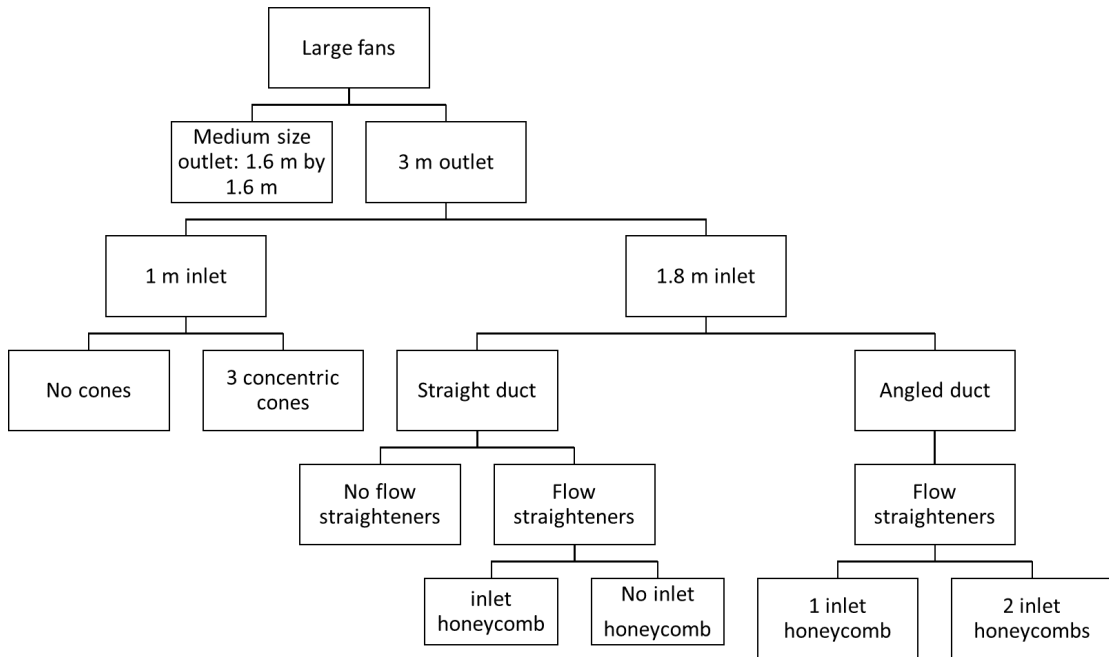 Large fans
Medium size
outlet: 1.6 m by
1.6 m
3 m outlet
1 m inlet
1.8 m inlet
No cones
3 concentric
cones
Straight duct
Angled duct
No flow
straighteners
Flow
straighteners
Flow
straighteners
inlet
honeycomb
No inlet
honeycomb
1 inlet
honeycomb
2 inlet
honeycombs